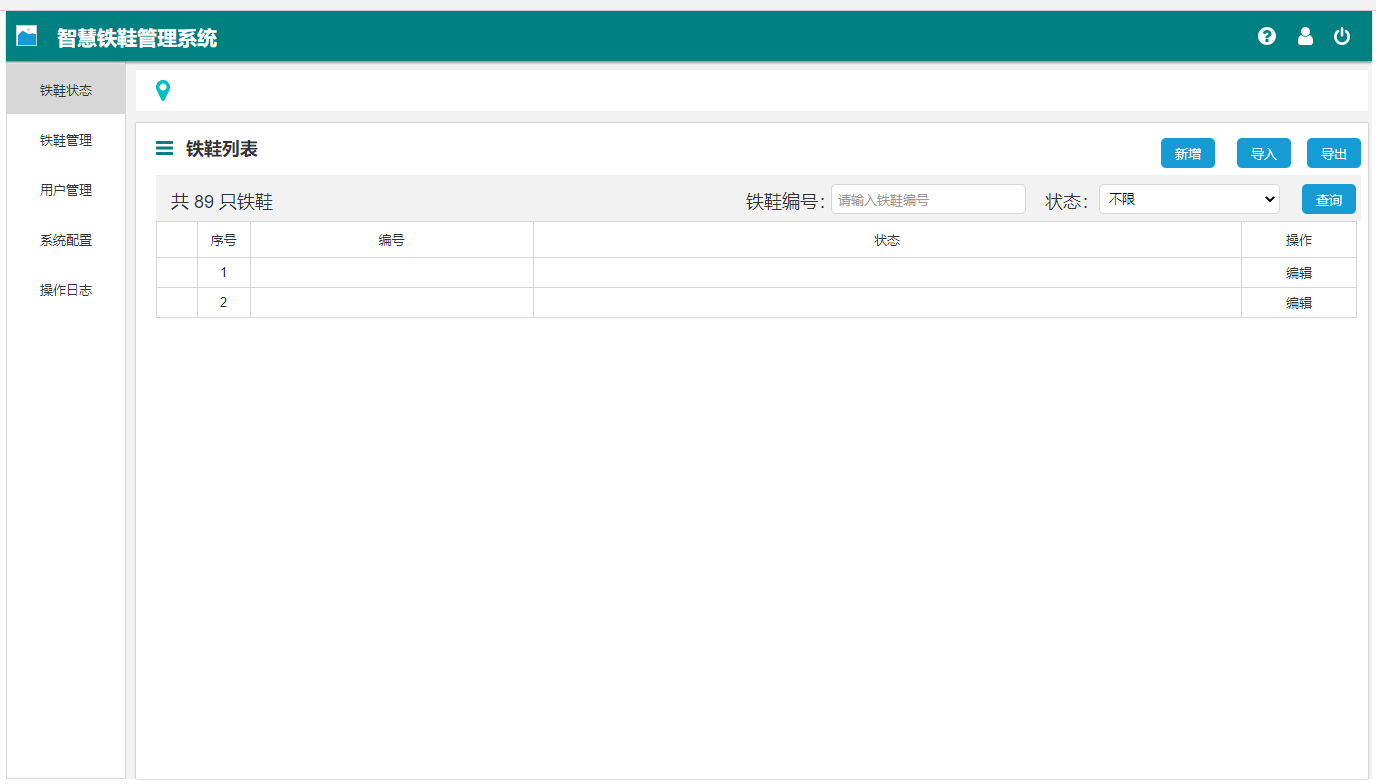 智慧铁鞋管理系统
铁鞋状态
铁鞋管理
用户管理
系统配置
操作日志
铁鞋列表
新增 导入 导出
共 89 只铁鞋 铁鞋编号： 请输入铁鞋编号 状态： 不限 查询
序号 编号 状态 操作
1 编辑
2 编辑